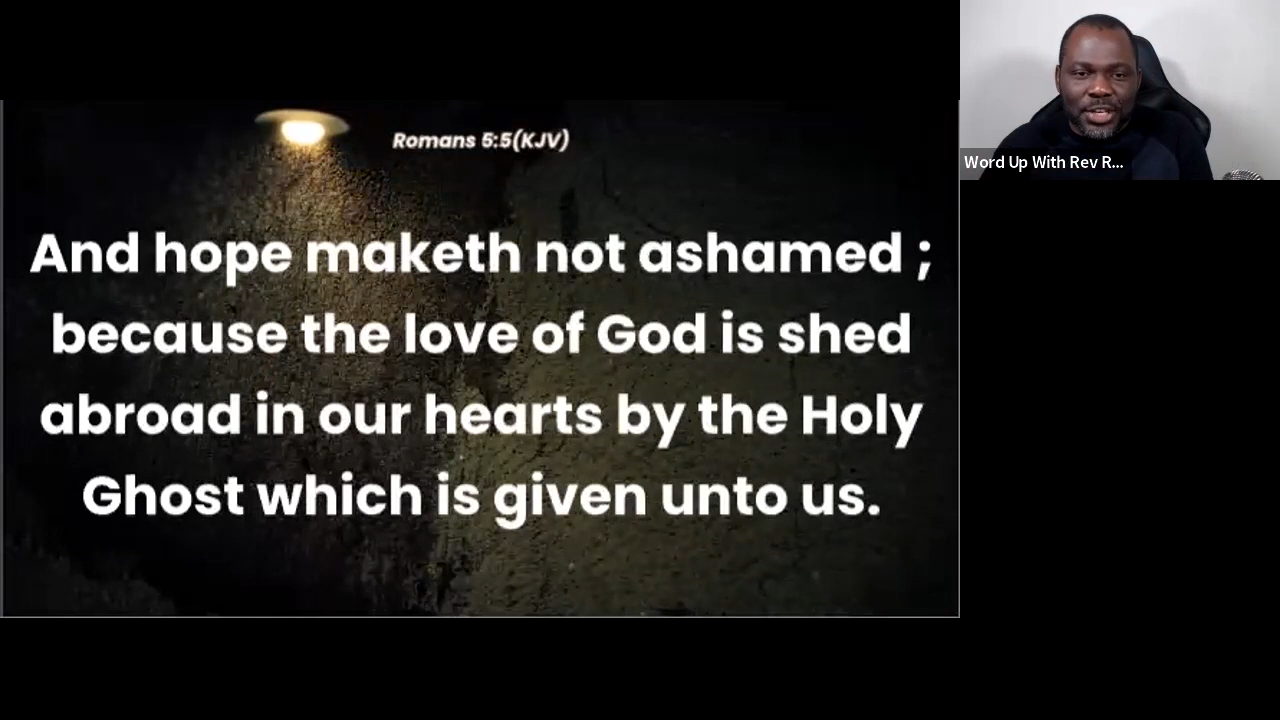 Romans 5:5(KJV)
And hope maketh not ashamed ;
because the love of God is shed
abroad in our hearts by the Holy
Ghost which is given unto us.
Word Up With Rev R...